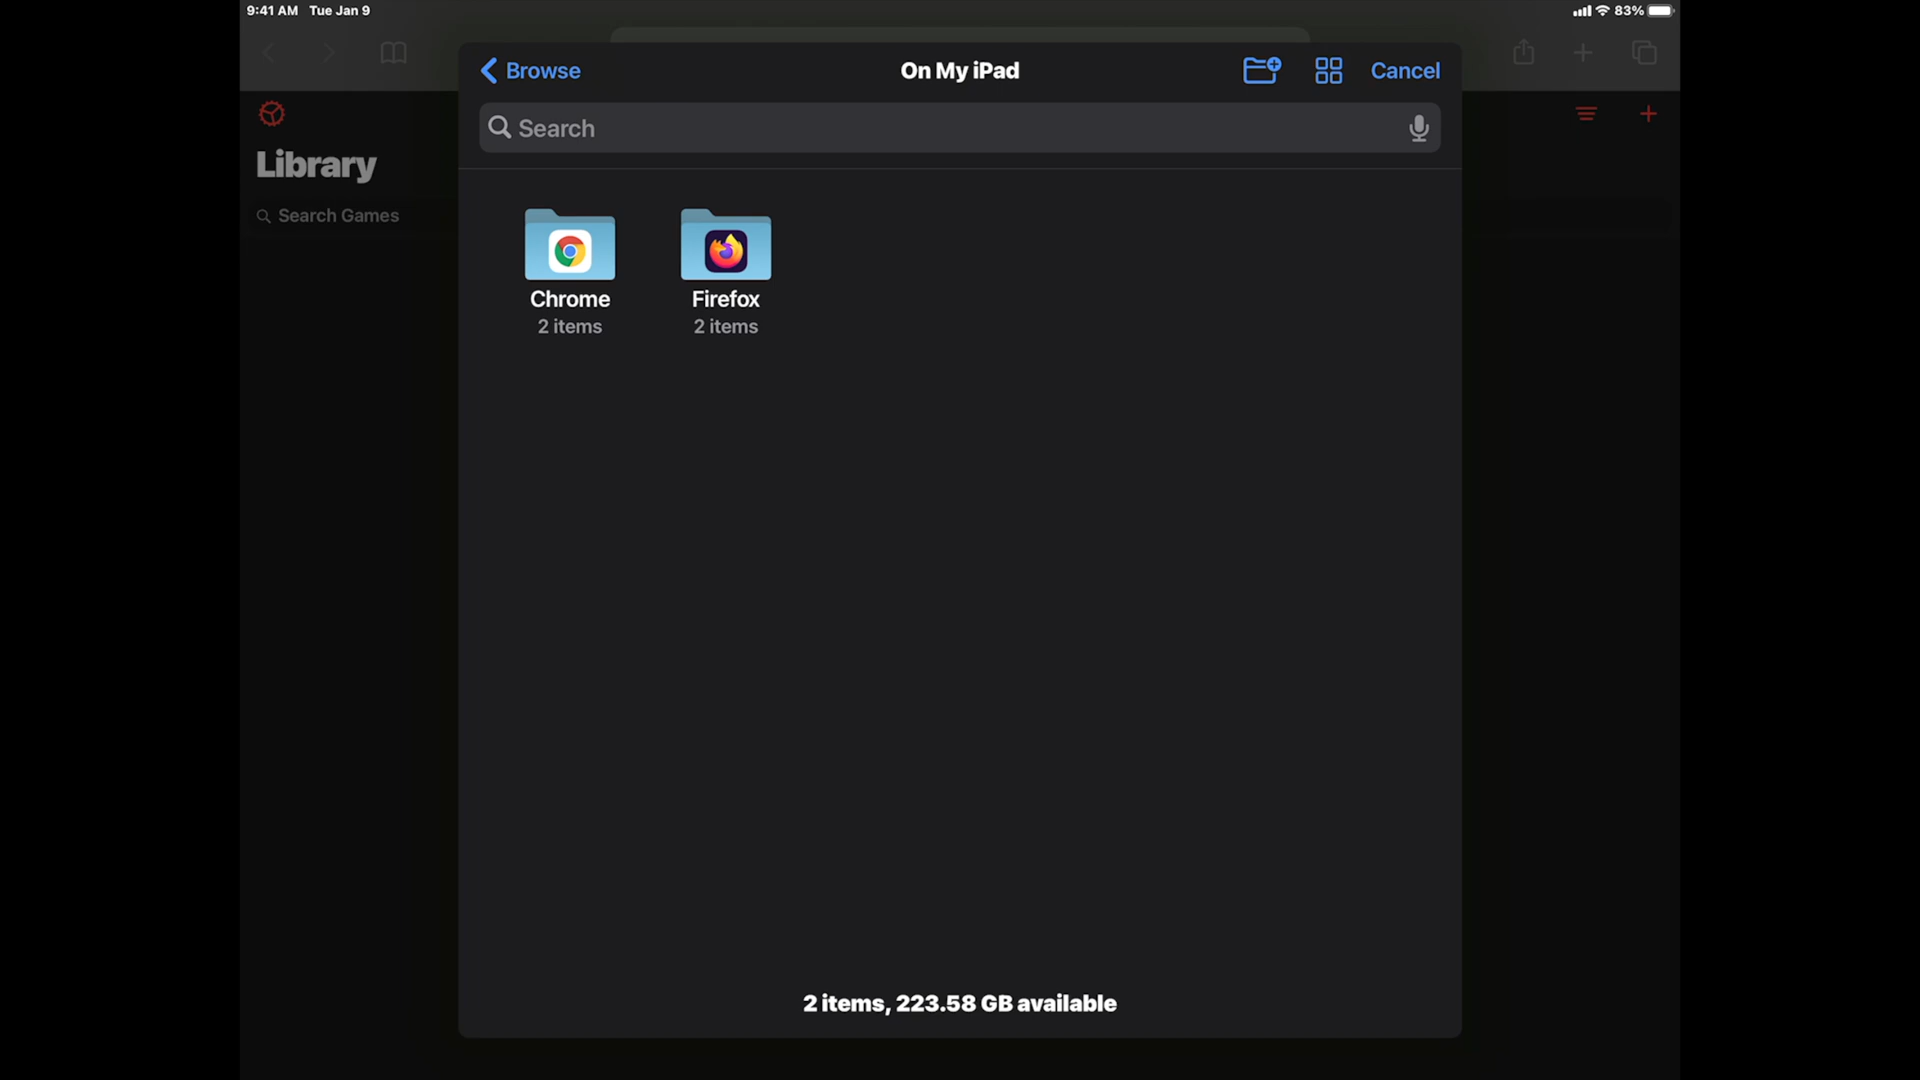 9:41 AM Tue Jan 9
83%
Browse
On My iPad
Cancel
Search
Library
Search Games
Chrome
2 items
Firefox
2 items
2 items, 223.58 GB available